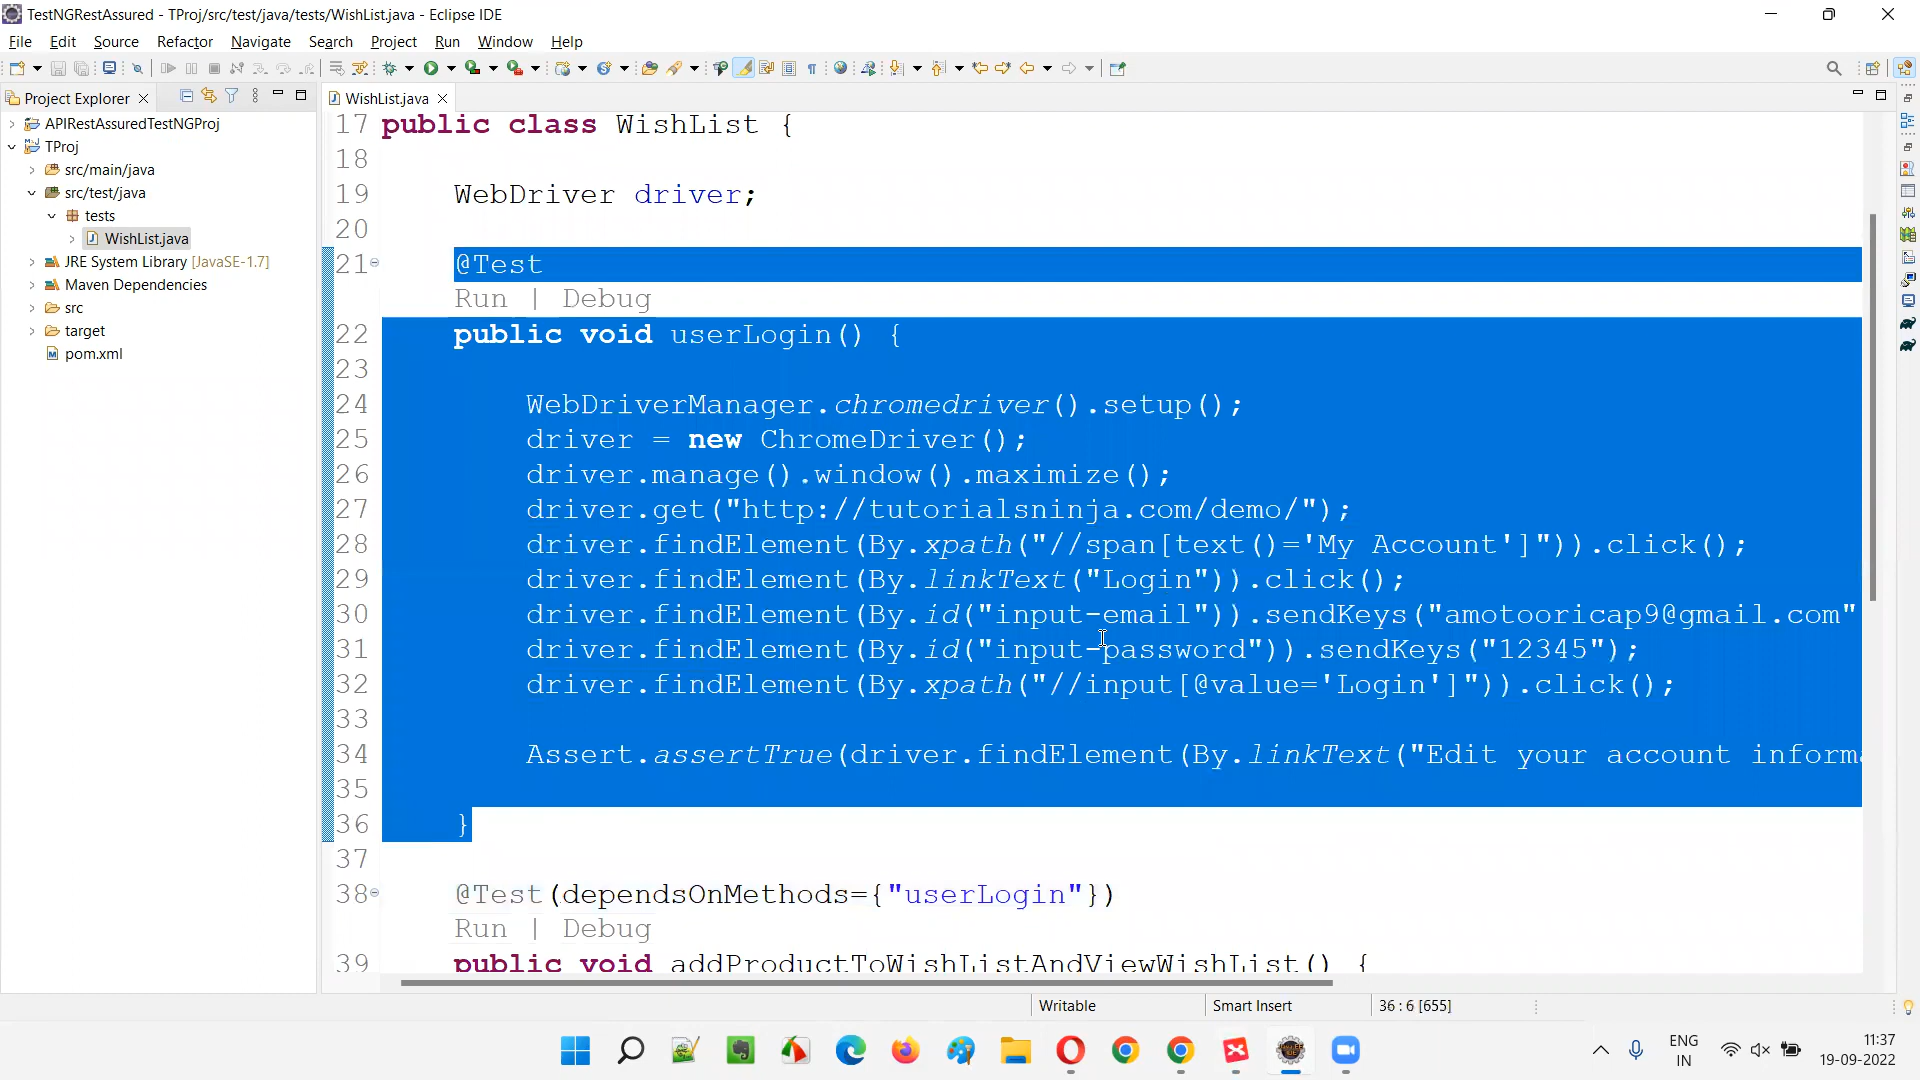 TestNGRestAssured - TProj/src/test/java/tests/WishList.java - Eclipse IDE
File Edit Source Refactor Navigate Search Project Run Window Help
Project Explorer
WishList.java
APIRestAssuredTestNGProj
TProj
src/main/java
src/test/java
tests
WishList.java
JRE System Library [JavaSE-1.7]
Maven Dependencies
src
target
pom.xml
17 public class WishList {
18
19 WebDriver driver;
20
21 @Test
Run | Debug
22 public void userLogin() {
23
24 WebDriverManager.chromedriver().setup();
25 driver = new ChromeDriver();
26 driver.manage().window().maximize();
27 driver.get("http://tutorialsninja.com/demo/");
28 driver.findElement(By.xpath("//span[text()='My Account']")).click();
29 driver.findElement(By.linkText("Login")).click();
30 driver.findElement(By.id("input-email")).sendKeys("amotooricap9@gmail.com"
31 driver.findElement(By.id("input-password")).sendKeys("12345");
32 driver.findElement(By.xpath("//input[@value='Login']")).click();
33
34 Assert.assertTrue(driver.findElement(By.linkText("Edit your account informa
35
36 }
37
38 @Test(dependsOnMethods={"userLogin"})
Run | Debug
39 public void addProductToWishListAndViewWishList() {
Writable Smart Insert 36 : 6 [655]
ENG
IN
11:37
19-09-2022